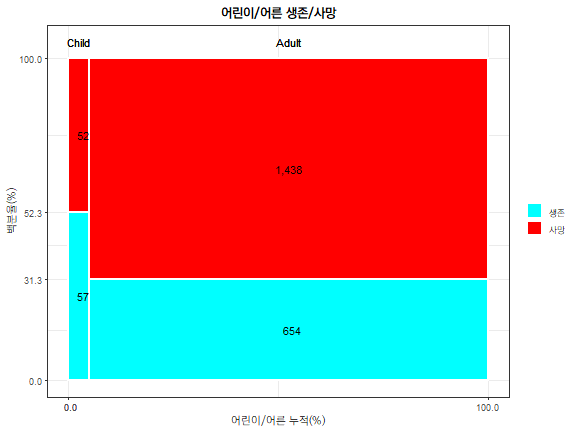 어린이/어른 생존/사망
Child Adult
100.0
52
1,438
백분율(%)
52.3
생존
사망
31.3
57
654
0.0
0.0 100.0
어린이/어른 누적(%)